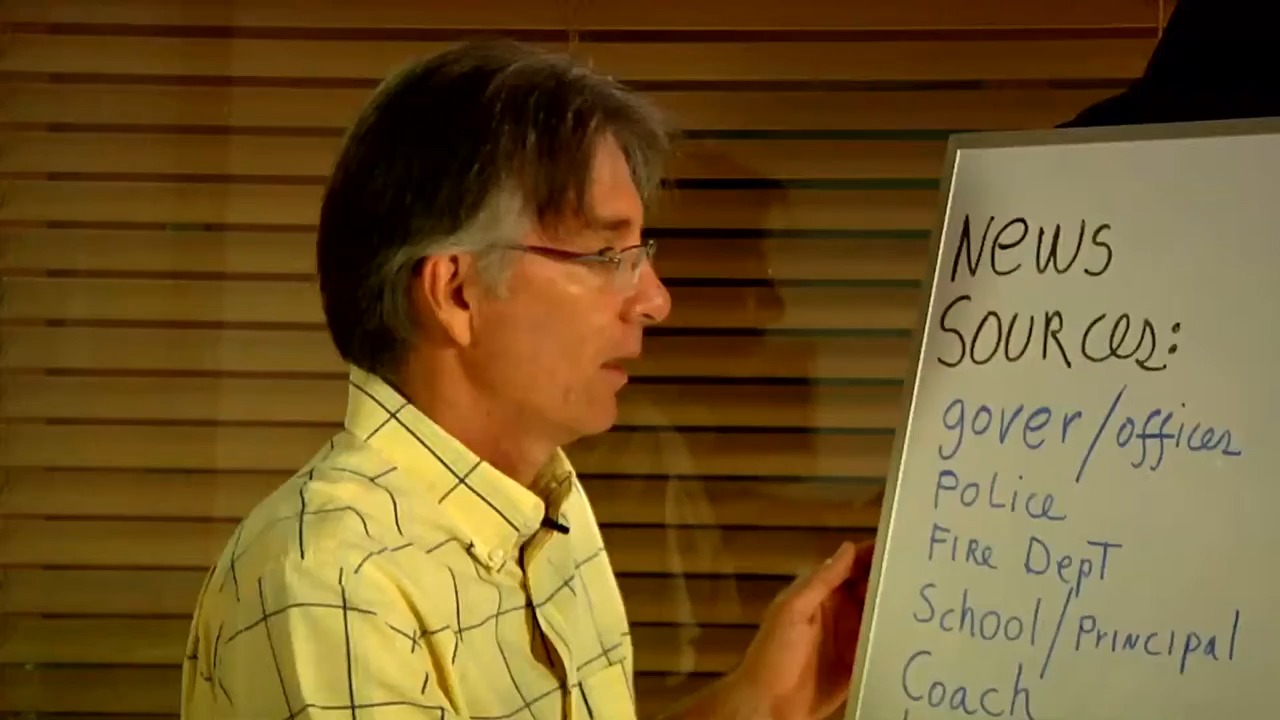 News
Sources:
gover/offices
Police
Fire Dept
School/Principal
Coach